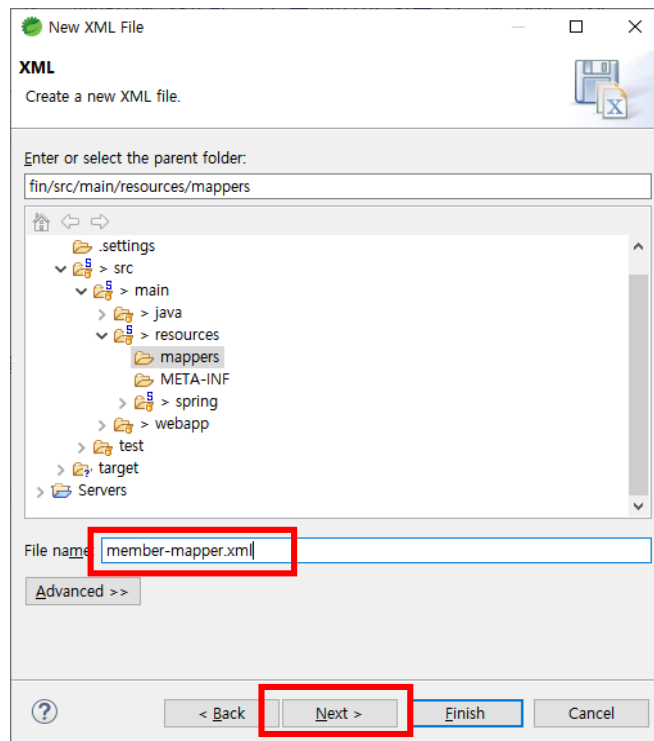 New XML File
XML
Create a new XML file.
Enter or select the parent folder:
fin/src/main/resources/mappers
.settings
> src
> main
> java
> resources
> mappers
META-INF
> spring
> webapp
test
target
Servers
File name:
member-mapper.xml
Advanced >>
< Back
Next >
Finish
Cancel